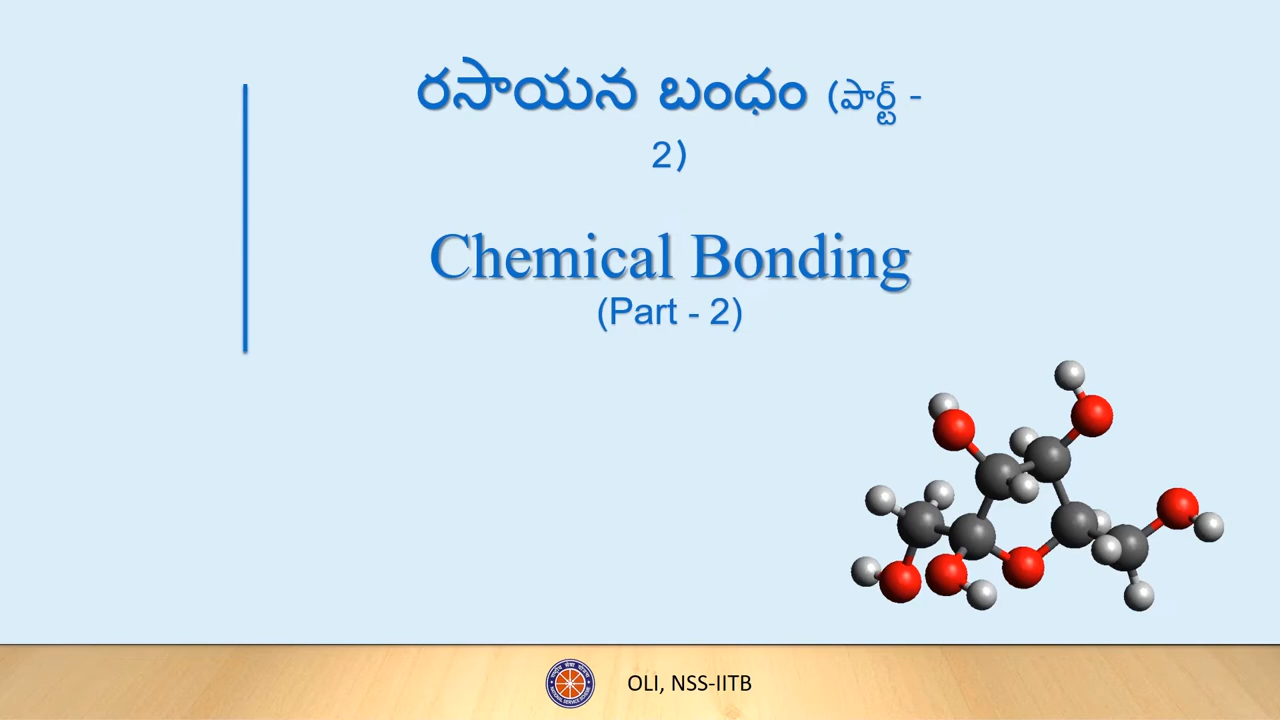 రసాయన బంధం (పార్ట్ -
2)
Chemical Bonding
(Part - 2)
OLI, NSS-IITB